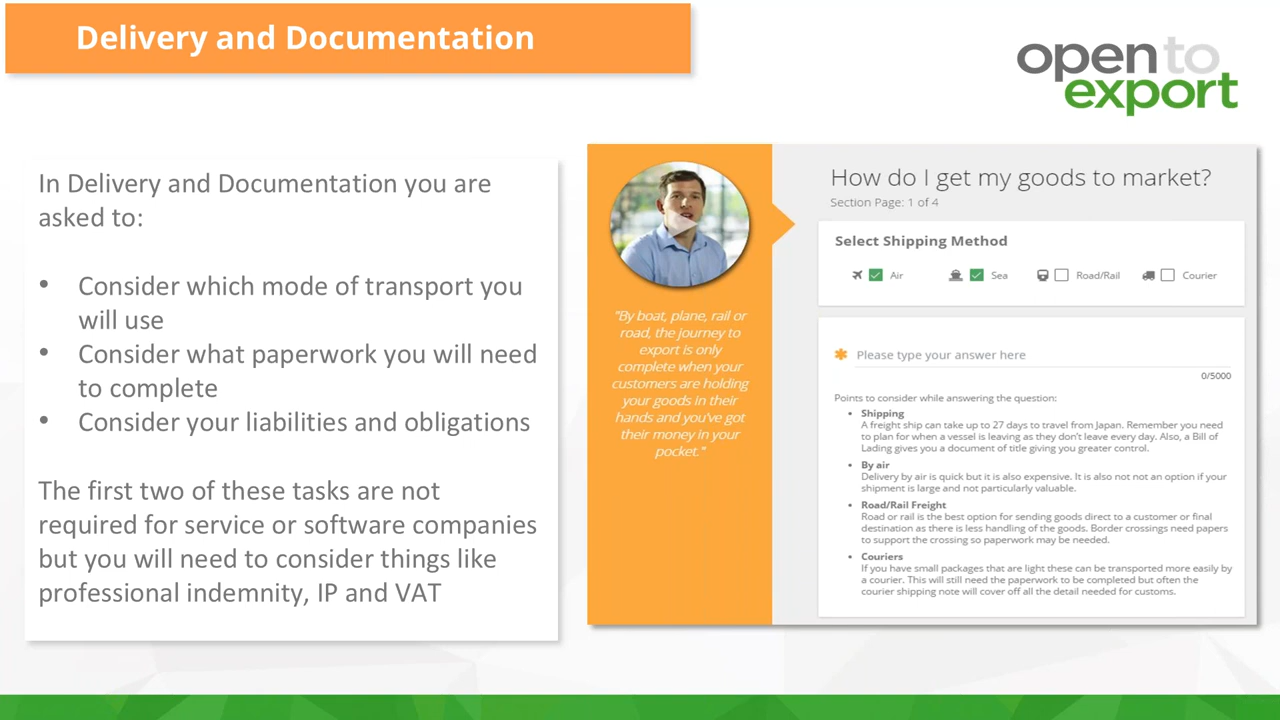 Delivery and Documentation
open to
export
In Delivery and Documentation you are
asked to:
• Consider which mode of transport you
will use
• Consider what paperwork you will need
to complete
• Consider your liabilities and obligations
The first two of these tasks are not
required for service or software companies
but you will need to consider things like
professional indemnity, IP and VAT
"By boat, plane, rail or
road, the journey to
export is only
complete when your
customers are holding
your goods in their
hands and you've got
their money in your
pocket."
How do I get my goods to market?
Section Page: 1 of 4
Select Shipping Method
Air Sea Road/Rail Courier
* Please type your answer here
0/5000
Points to consider while answering the question:
• Shipping
A freight ship can take up to 27 days to travel from Japan. Remember you need
to plan for when a vessel is leaving as they don't leave every day. Also, a Bill of
Lading gives you a document of title giving you greater control.
• By air
Delivery by air is quick but it is also expensive. It is also not not an option if your
shipment is large and not particularly valuable.
• Road/Rail Freight
Road or rail is the best option for sending goods direct to a customer or final
destination as there is less handling of the goods. Border crossings need papers
to support the crossing so paperwork may be needed.
• Couriers
If you have small packages that are light these can be transported more easily by
a courier. This will still need the paperwork to be completed but often the
courier shipping note will cover off all the detail needed for customs.